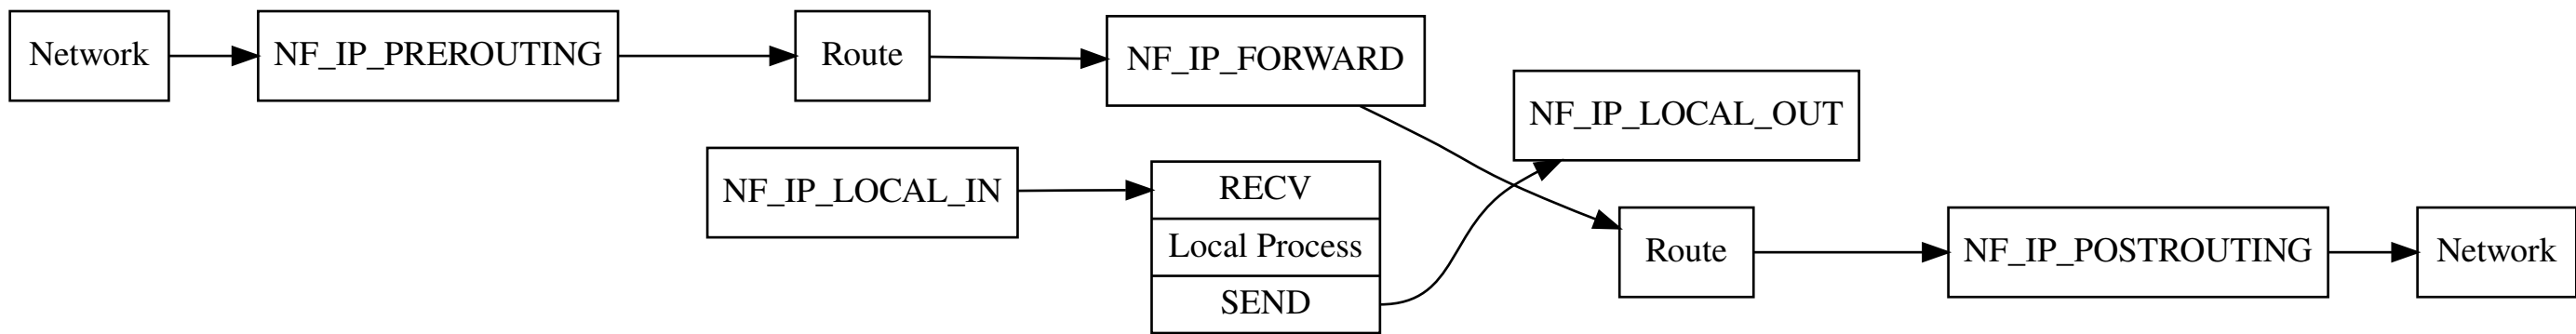 Network
NF_IP_PREROUTING
Route
NF_IP_FORWARD
NF_IP_LOCAL_OUT
NF_IP_LOCAL_IN
RECV
Local Process
SEND
Route
NF_IP_POSTROUTING
Network